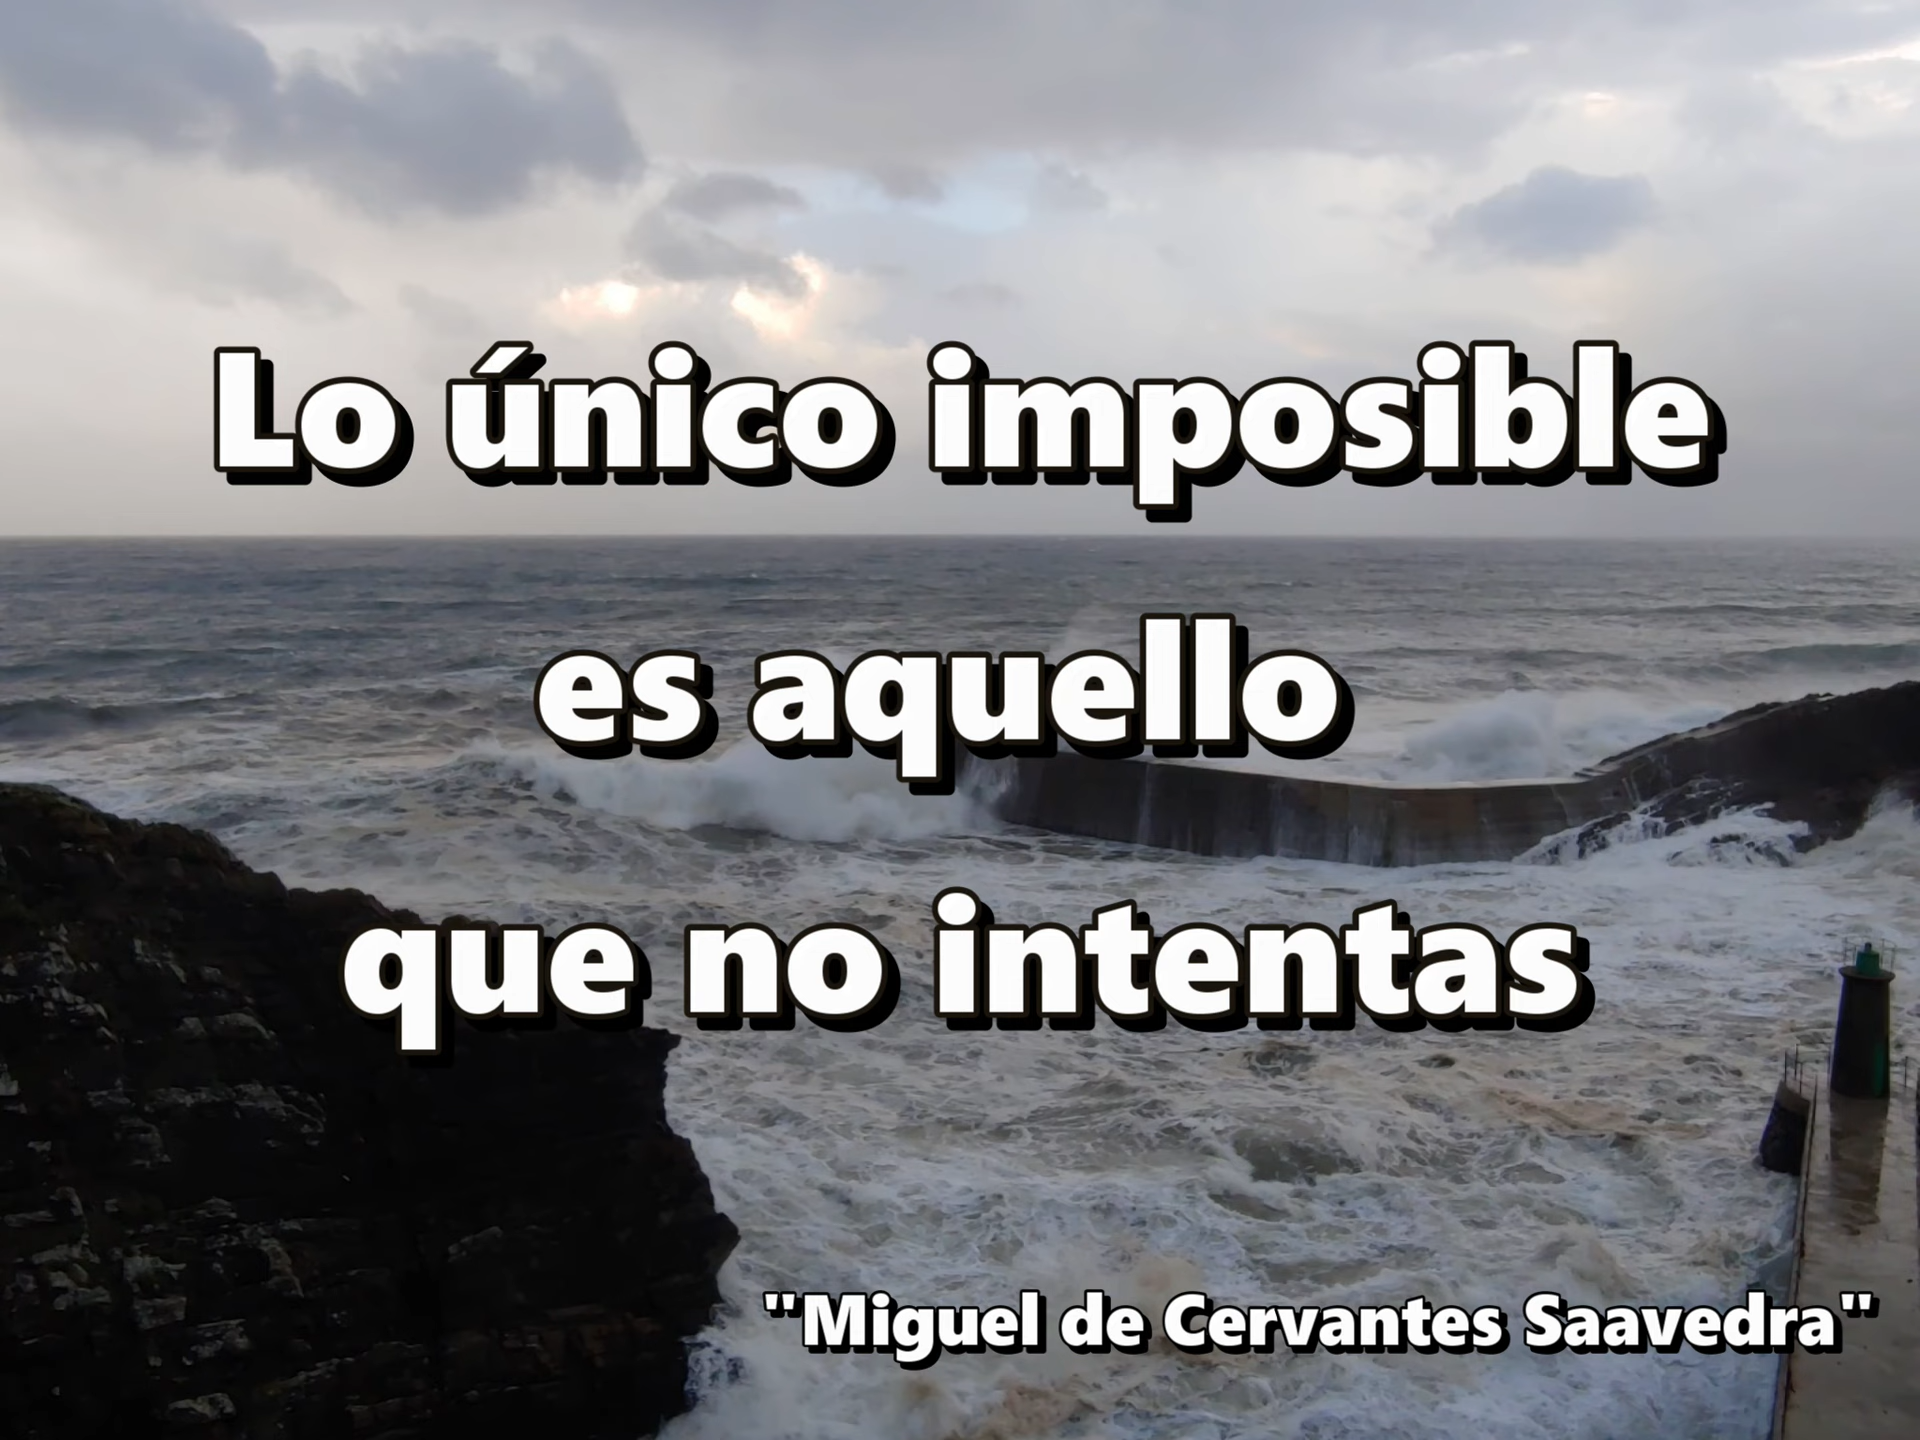 Lo único imposible
es aquello
que no intentas
"Miguel de Cervantes Saavedra"